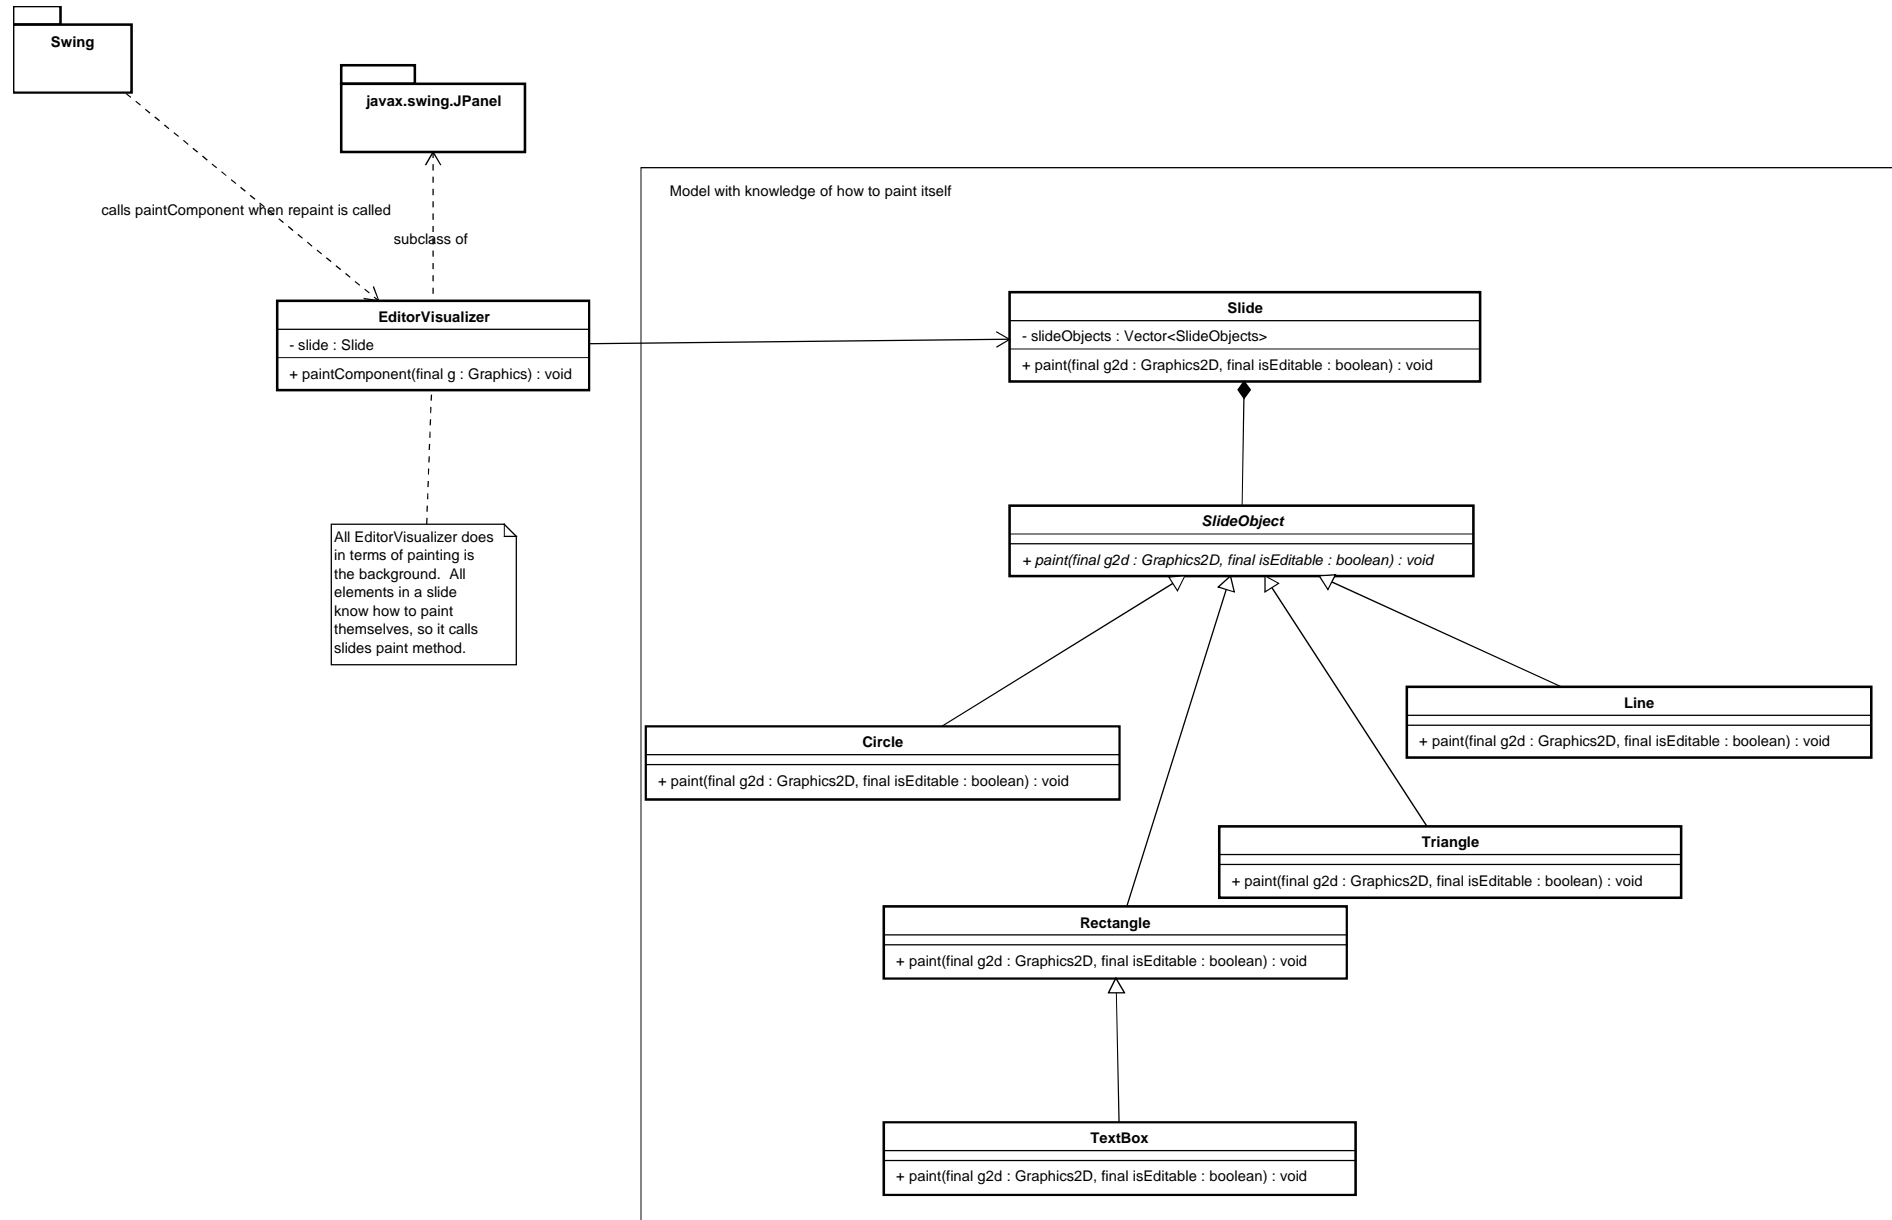 Swing
javax.swing.JPanel
Model with knowledge of how to paint itself
calls paintComponent when repaint is called
subclass of
EditorVisualizer
- slide : Slide
+ paintComponent(final g : Graphics) : void
Slide
- slideObjects : Vector<SlideObjects>
+ paint(final g2d : Graphics2D, final isEditable : boolean) : void
All EditorVisualizer does
in terms of painting is
the background.  All
elements in a slide
know how to paint
themselves, so it calls
slides paint method.
SlideObject
+ paint(final g2d : Graphics2D, final isEditable : boolean) : void
Line
+ paint(final g2d : Graphics2D, final isEditable : boolean) : void
Circle
+ paint(final g2d : Graphics2D, final isEditable : boolean) : void
Triangle
+ paint(final g2d : Graphics2D, final isEditable : boolean) : void
Rectangle
+ paint(final g2d : Graphics2D, final isEditable : boolean) : void
TextBox
+ paint(final g2d : Graphics2D, final isEditable : boolean) : void